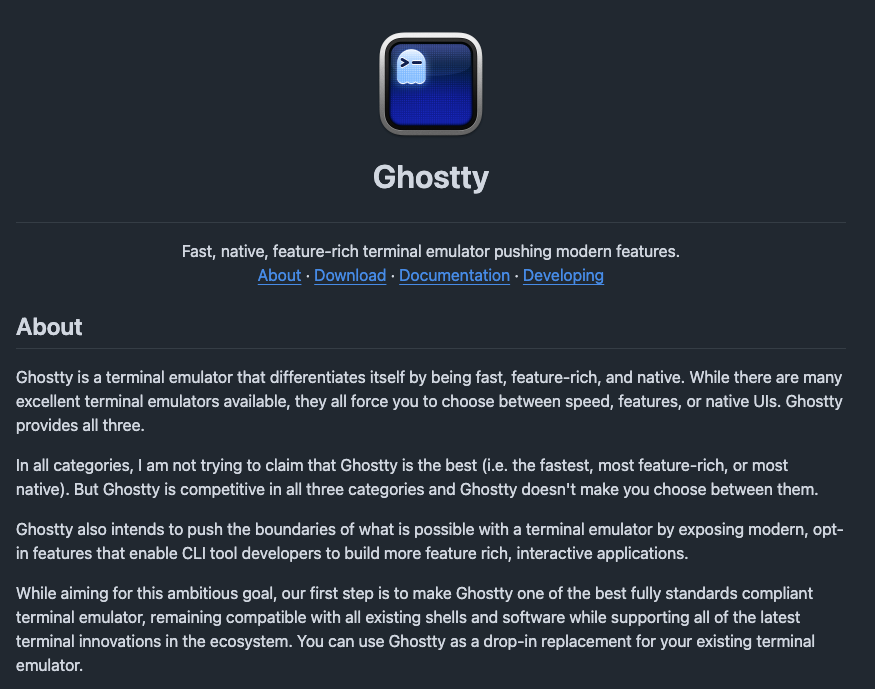 Ghostty
Fast, native, feature-rich terminal emulator pushing modern features.
About · Download · Documentation · Developing
About
Ghostty is a terminal emulator that differentiates itself by being fast, feature-rich, and native. While there are many
excellent terminal emulators available, they all force you to choose between speed, features, or native UIs. Ghostty
provides all three.
In all categories, I am not trying to claim that Ghostty is the best (i.e. the fastest, most feature-rich, or most
native). But Ghostty is competitive in all three categories and Ghostty doesn't make you choose between them.
Ghostty also intends to push the boundaries of what is possible with a terminal emulator by exposing modern, opt-
in features that enable CLI tool developers to build more feature rich, interactive applications.
While aiming for this ambitious goal, our first step is to make Ghostty one of the best fully standards compliant
terminal emulator, remaining compatible with all existing shells and software while supporting all of the latest
terminal innovations in the ecosystem. You can use Ghostty as a drop-in replacement for your existing terminal
emulator.